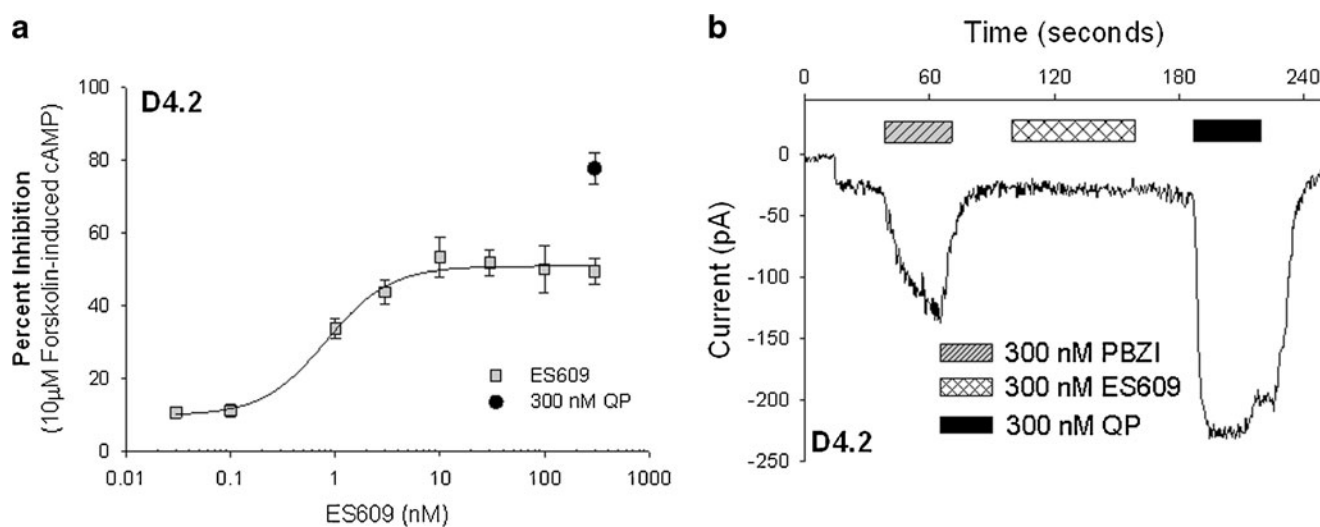 a
D4.2
Percent Inhibition
(10µM Forskolin-induced cAMP)
100
80
60
40
20
0
0.01
0.1
1
10
100
1000
ES609 (nM)
ES609
300 nM QP
b
Time (seconds)
0
60
120
180
240
Current (pA)
0
-50
-100
-150
-200
-250
300 nM PBZI
300 nM ES609
300 nM QP
D4.2